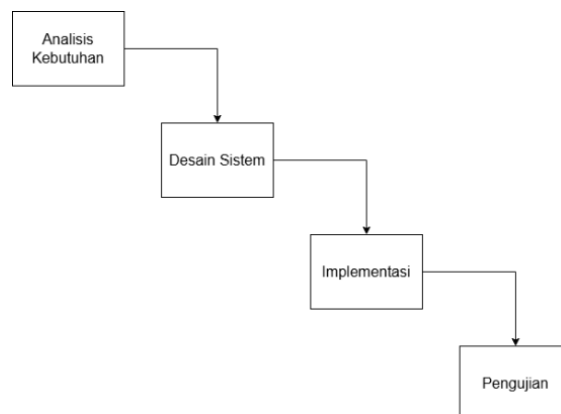 Analisis
Kebutuhan
Desain Sistem
Implementasi
Pengujian